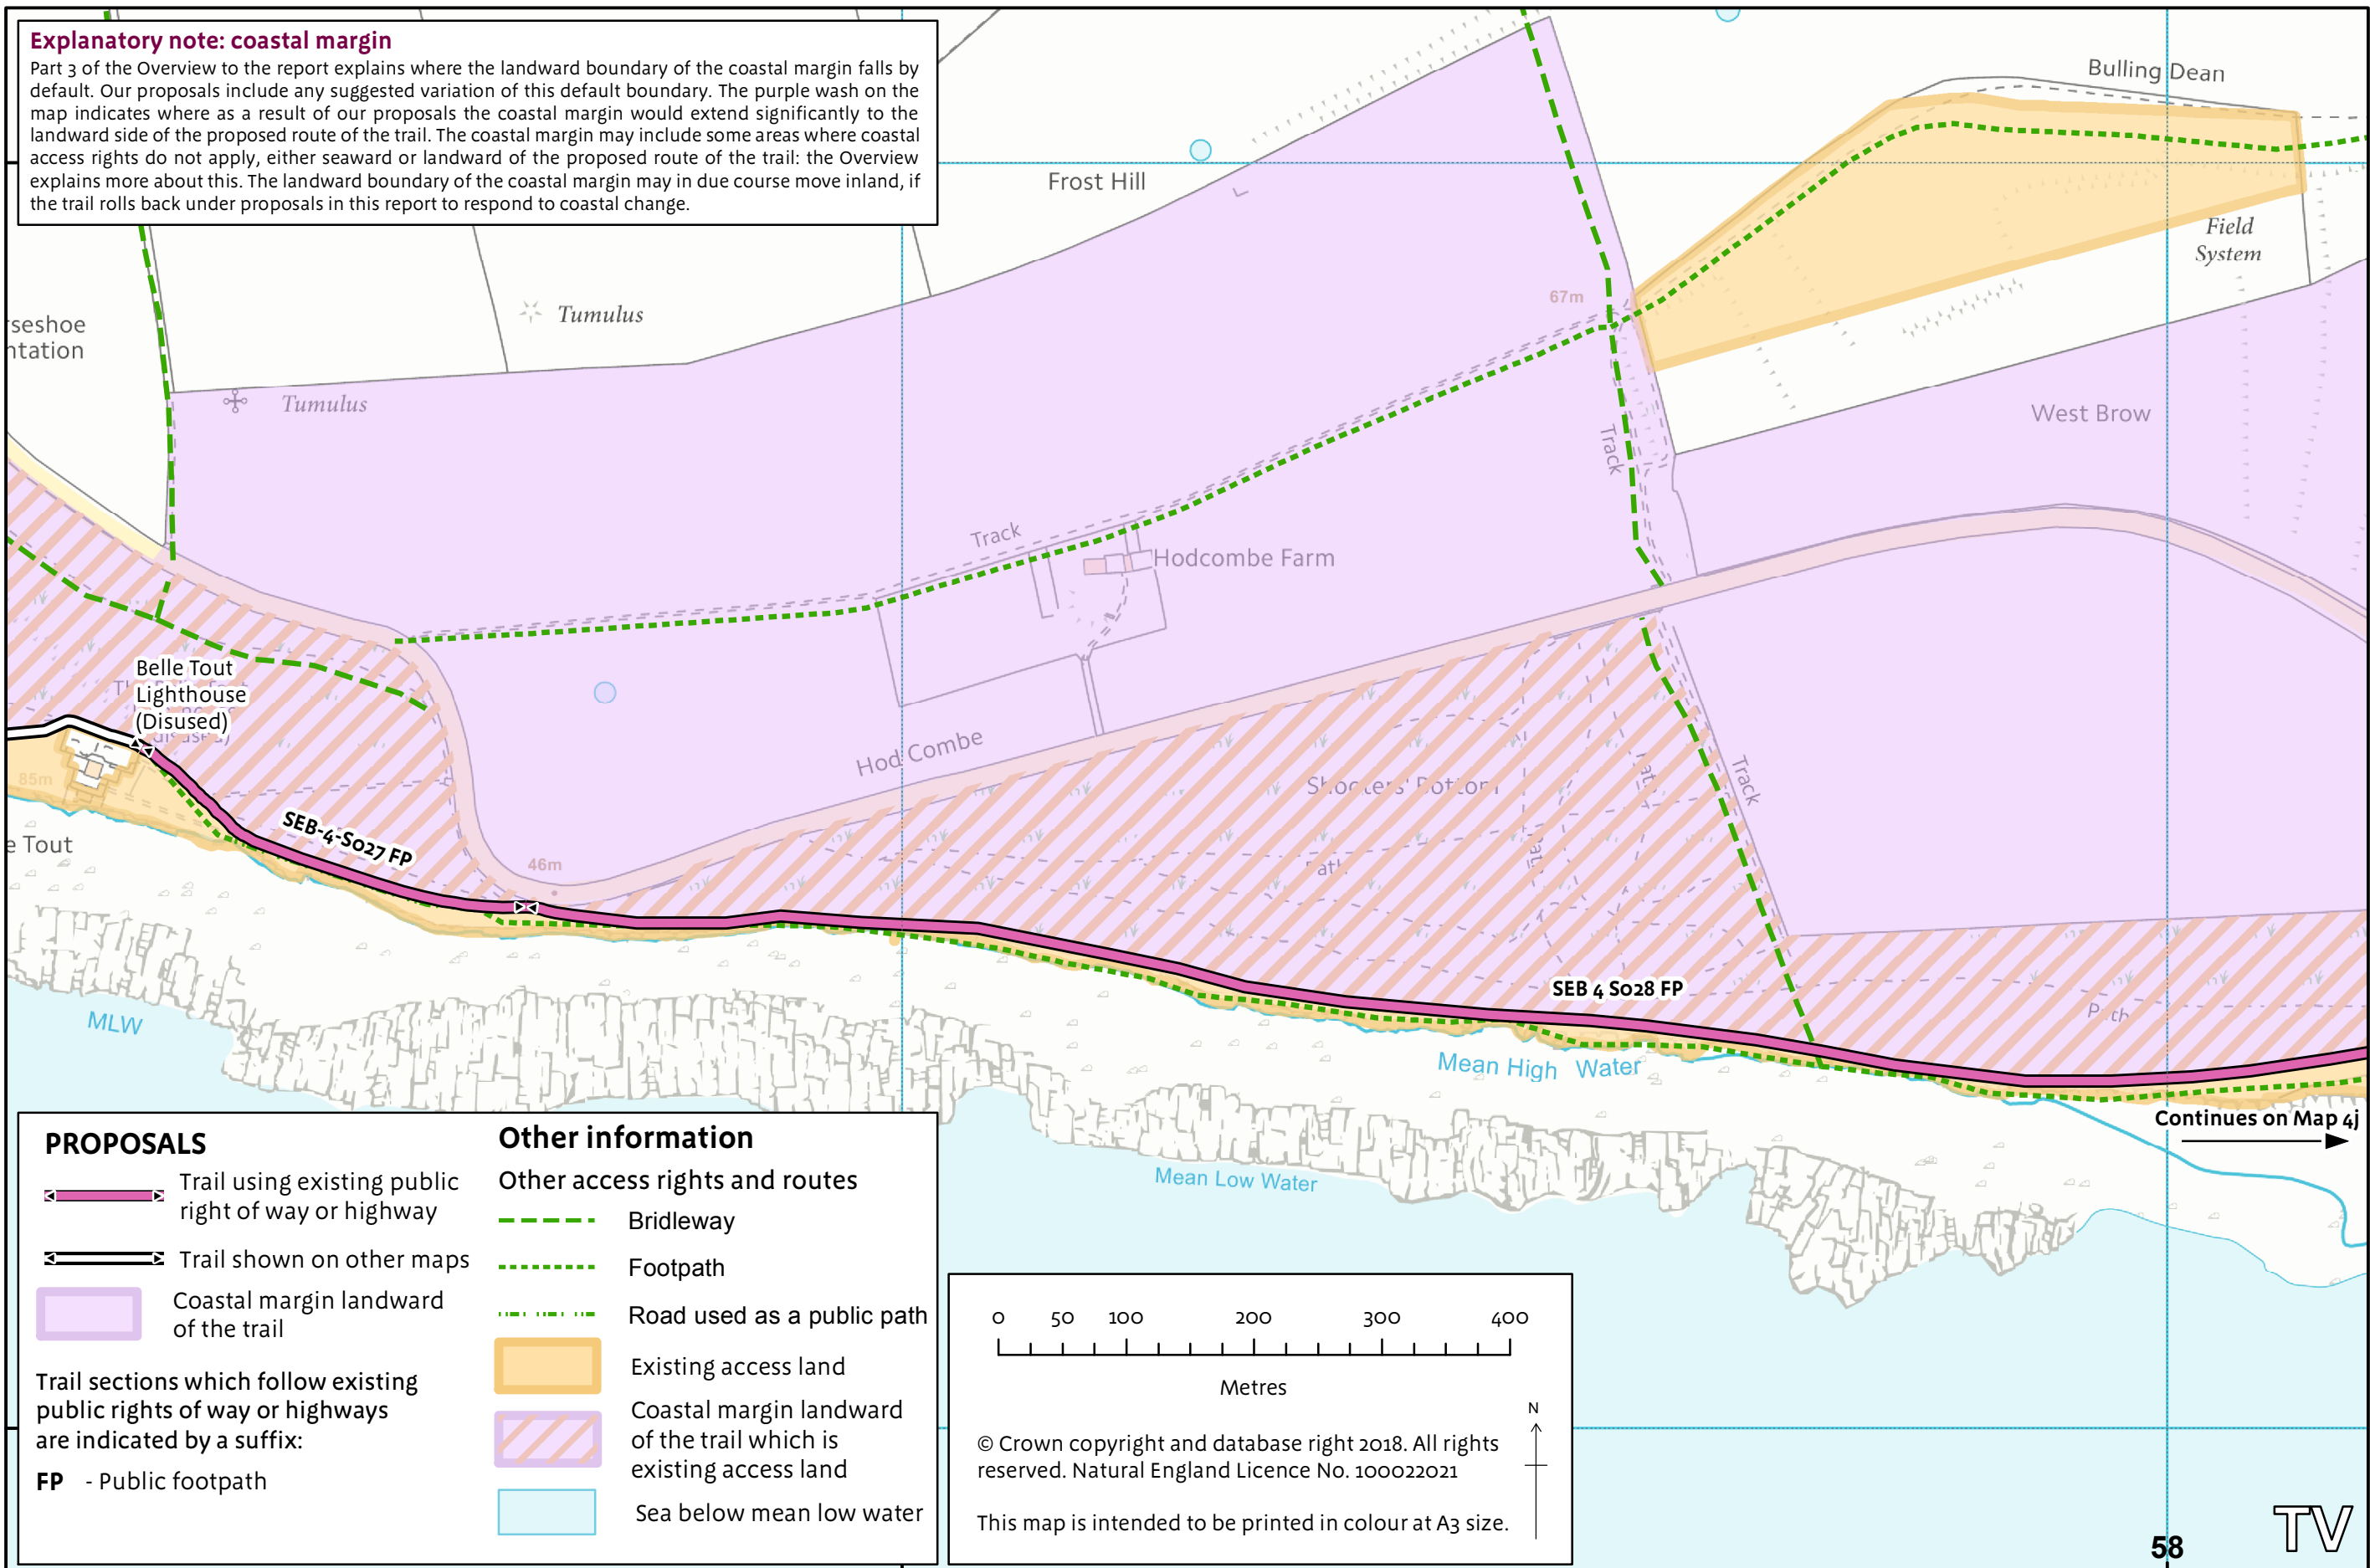 Explanatory note: coastal margin
Part 3 of the Overview to the report explains where the landward boundary of the coastal margin falls by
default. Our proposals include any suggested variation of this default boundary. The purple wash on the
map indicates where as a result of our proposals the coastal margin would extend significantly to the
landward side of the proposed route of the trail. The coastal margin may include some areas where coastal
access rights do not apply, either seaward or landward of the proposed route of the trail: the Overview
explains more about this. The landward boundary of the coastal margin may in due course move inland, if
the trail rolls back under proposals in this report to respond to coastal change.
Bulling Dean
Frost Hill
Field
System
67m
Tumulus
rseshoe
ntation
Tumulus
West Brow
Track
Track
Hodcombe Farm
Belle Tout
Lighthouse
(Disused)
disused)
Hod Combe
85m
Shooters' Bottom
Track
SEB-4-S027 FP
e Tout
46m
Path
SEB 4 S028 FP
Path
MLW
Mean High Water
Continues on Map 4j
Mean Low Water
PROPOSALS
Trail using existing public
right of way or highway
Trail shown on other maps
Coastal margin landward
of the trail
Trail sections which follow existing
public rights of way or highways
are indicated by a suffix:
FP - Public footpath
Other information
Other access rights and routes
Bridleway
Footpath
Road used as a public path
Existing access land
Coastal margin landward
of the trail which is
existing access land
Sea below mean low water
0 50 100 200 300 400
Metres
N
© Crown copyright and database right 2018. All rights
reserved. Natural England Licence No. 100022021
This map is intended to be printed in colour at A3 size.
58
TV